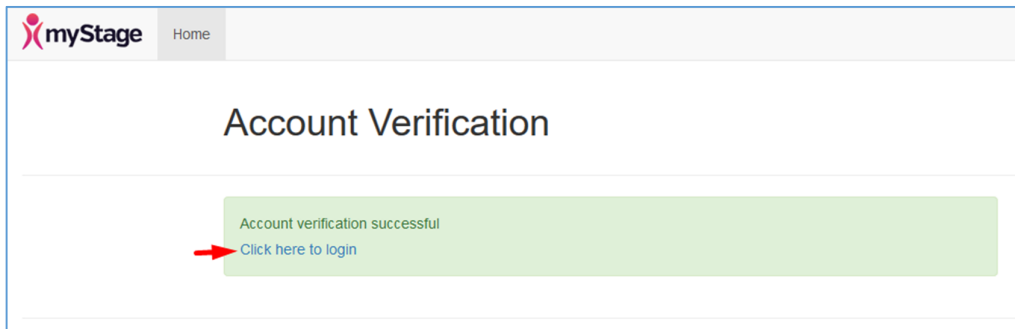 myStage
Home
Account Verification
Account verification successful
Click here to login